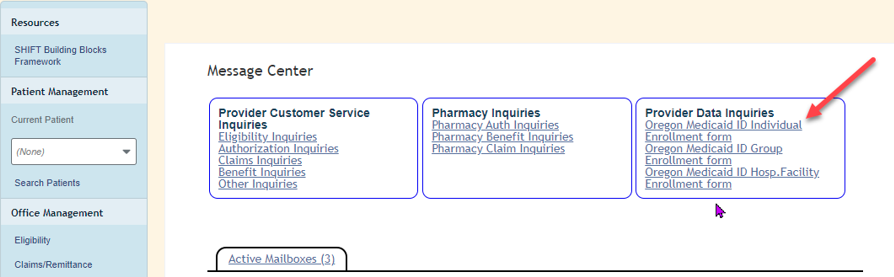 Resources
SHIFT Building Blocks
Framework
Patient Management
Current Patient
(None)
Search Patients
Office Management
Eligibility
Claims/Remittance
Message Center
Provider Customer Service
Inquiries
Eligibility Inquiries
Authorization Inquiries
Claims Inquiries
Benefit Inquiries
Other Inquiries
Pharmacy Inquiries
Pharmacy Auth Inquiries
Pharmacy Benefit Inquiries
Pharmacy Claim Inquiries
Provider Data Inquiries
Oregon Medicaid ID Individual
Enrollment form
Oregon Medicaid ID Group
Enrollment form
Oregon Medicaid ID Hosp.Facility
Enrollment form
Active Mailboxes (3)